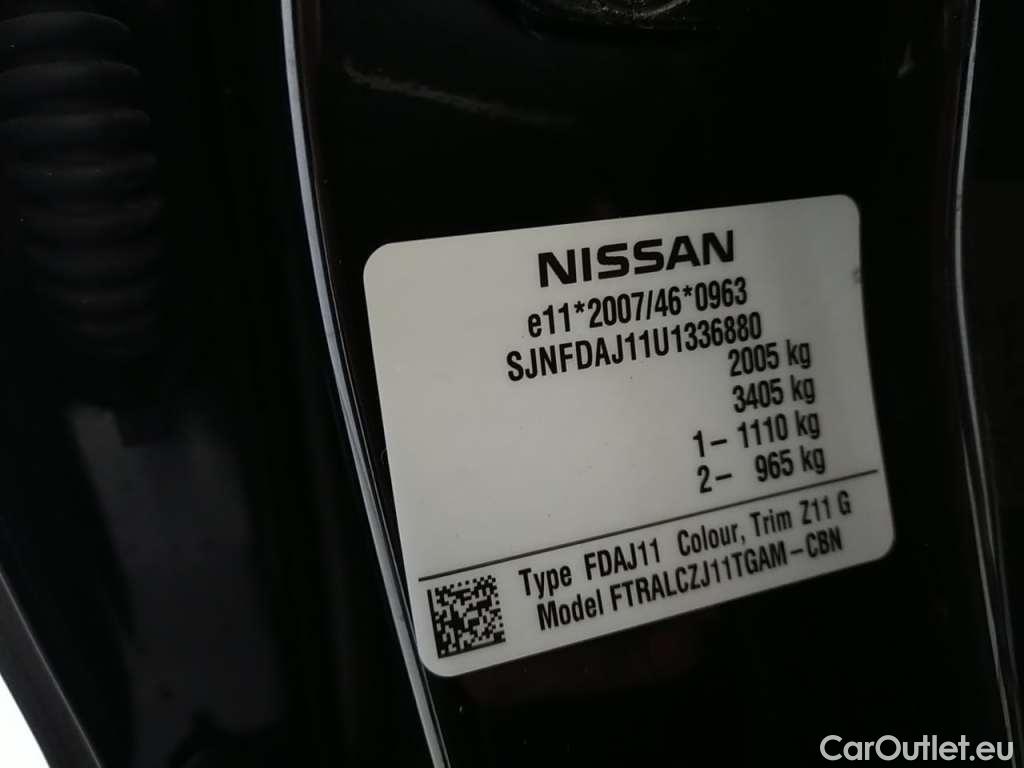 NISSAN
e11*2007/46*0963
SJNFDAJ11U1336880
2005 kg
3405 kg
1– 1110 kg
2– 965 kg
Type FDAJ11 Colour, Trim Z11 G
Model FTRALCZJ11TGAM–CBN
CarOutlet.eu